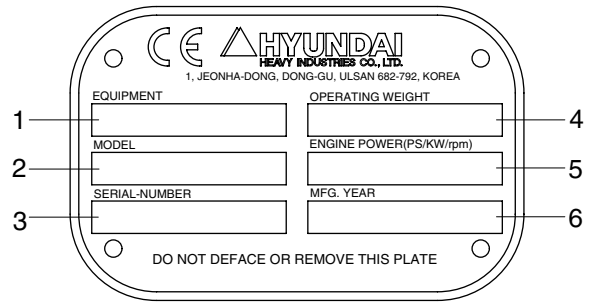 CE HYUNDAI
HEAVY INDUSTRIES CO., LTD.
1, JEONHA-DONG, DONG-GU, ULSAN 682-792, KOREA
EQUIPMENT OPERATING WEIGHT
1 4
MODEL ENGINE POWER(PS/KW/rpm)
2 5
SERIAL-NUMBER MFG. YEAR
3 6
DO NOT DEFACE OR REMOVE THIS PLATE